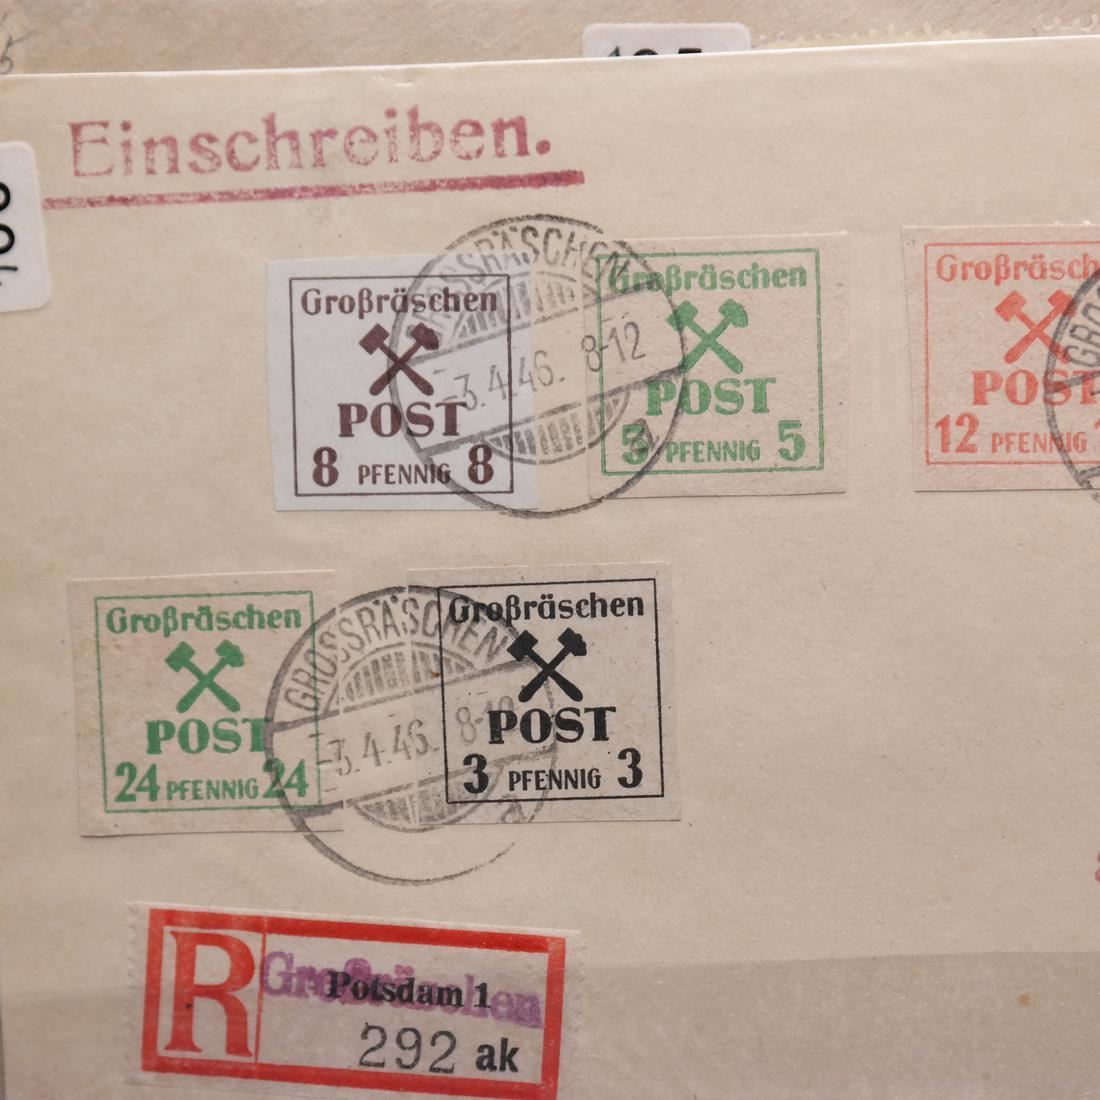 Einschreiben.
Großräschen
POST
8 PFENNIG 8
GROSSRÄSCHEN
-3.4.46. 8-12
a
Großräschen
POST
5 PFENNIG 5
POST
12 PFENNIG
Großräschen
POST
24 PFENNIG 24
GROSSRÄSCHEN
-3.4.46. 8-12
a
Großräschen
POST
3 PFENNIG 3
R
Großräschen
Potsdam 1
292 ak